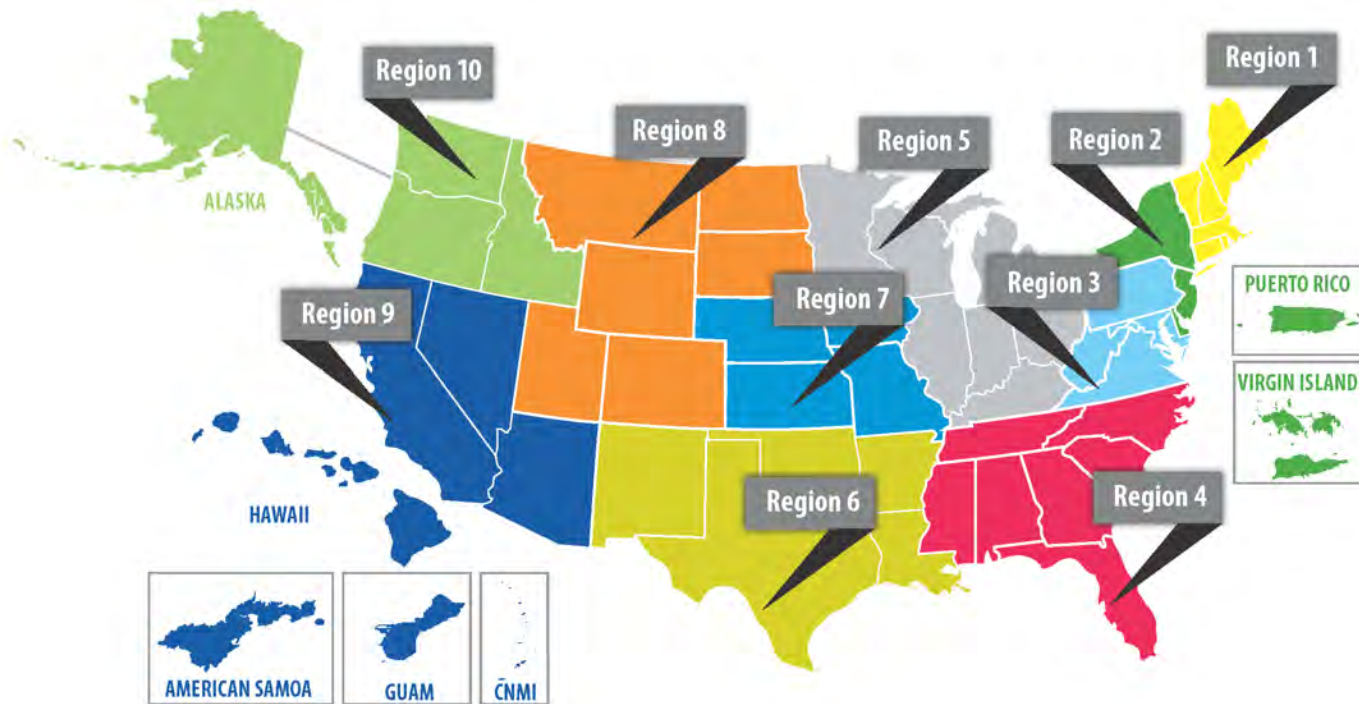 Region 1
Region 10
Region 8
Region 5
Region 2
ALASKA
Region 3
PUERTO RICO
Region 7
Region 9
VIRGIN ISLAND
Region 6
Region 4
HAWAII
AMERICAN SAMOA
GUAM
CNMI